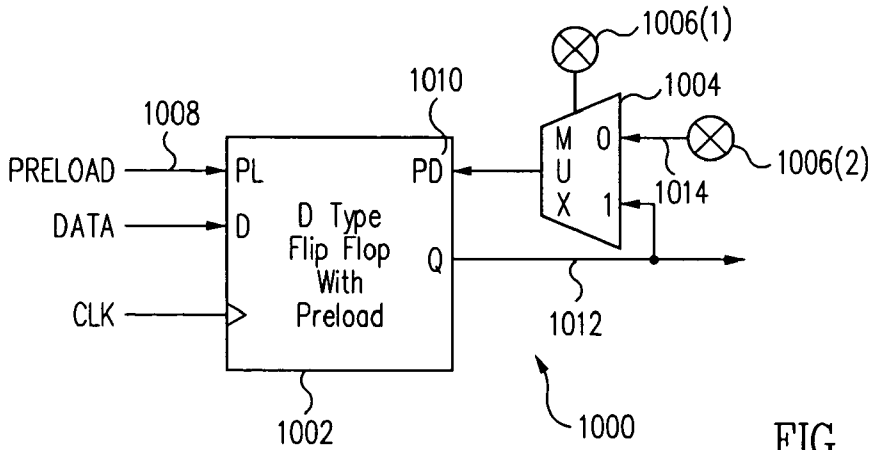 1006(1)
1010
1004
1008
PRELOAD
PL
PD
M
U
X
0
1
1014
1006(2)
DATA
D
D Type
Flip Flop
With
Preload
Q
CLK
1012
1002
1000
FIG